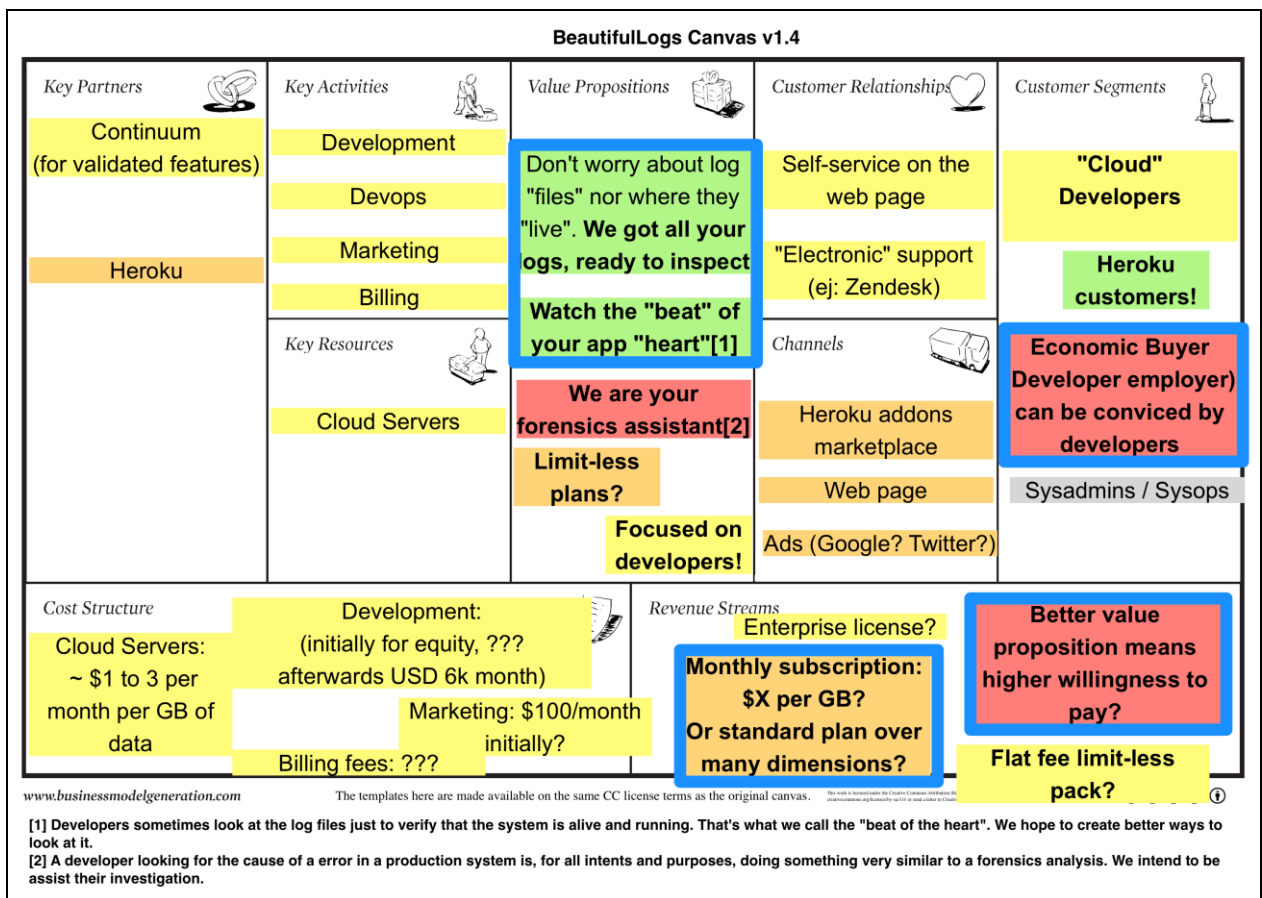 BeautifulLogs Canvas v1.4
Key Partners
Continuum
(for validated features)
Heroku
Key Activities
Development
Devops
Marketing
Billing
Key Resources
Cloud Servers
Value Propositions
Don't worry about log
"files" nor where they
"live". We got all your
logs, ready to inspect
Watch the "beat" of
your app "heart"[1]
We are your
forensics assistant[2]
Limit-less
plans?
Focused on
developers!
Customer Relationships
Self-service on the
web page
"Electronic" support
(ej: Zendesk)
Channels
Heroku addons
marketplace
Web page
Ads (Google? Twitter?)
Customer Segments
"Cloud"
Developers
Heroku
customers!
Economic Buyer
Developer employer)
can be conviced by
developers
Sysadmins / Sysops
Cost Structure
Cloud Servers:
~ $1 to 3 per
month per GB of
data
Development:
(initially for equity, ???
afterwards USD 6k month)
Marketing: $100/month
initially?
Billing fees: ???
Revenue Streams
Enterprise license?
Monthly subscription:
$X per GB?
Or standard plan over
many dimensions?
Better value
proposition means
higher willingness to
pay?
Flat fee limit-less
pack?
www.businessmodelgeneration.com
The templates here are made available on the same CC license terms as the original canvas.
[1] Developers sometimes look at the log files just to verify that the system is alive and running. That's what we call the "beat of the heart". We hope to create better ways to
look at it.
[2] A developer looking for the cause of a error in a production system is, for all intents and purposes, doing something very similar to a forensics analysis. We intend to be
assist their investigation.